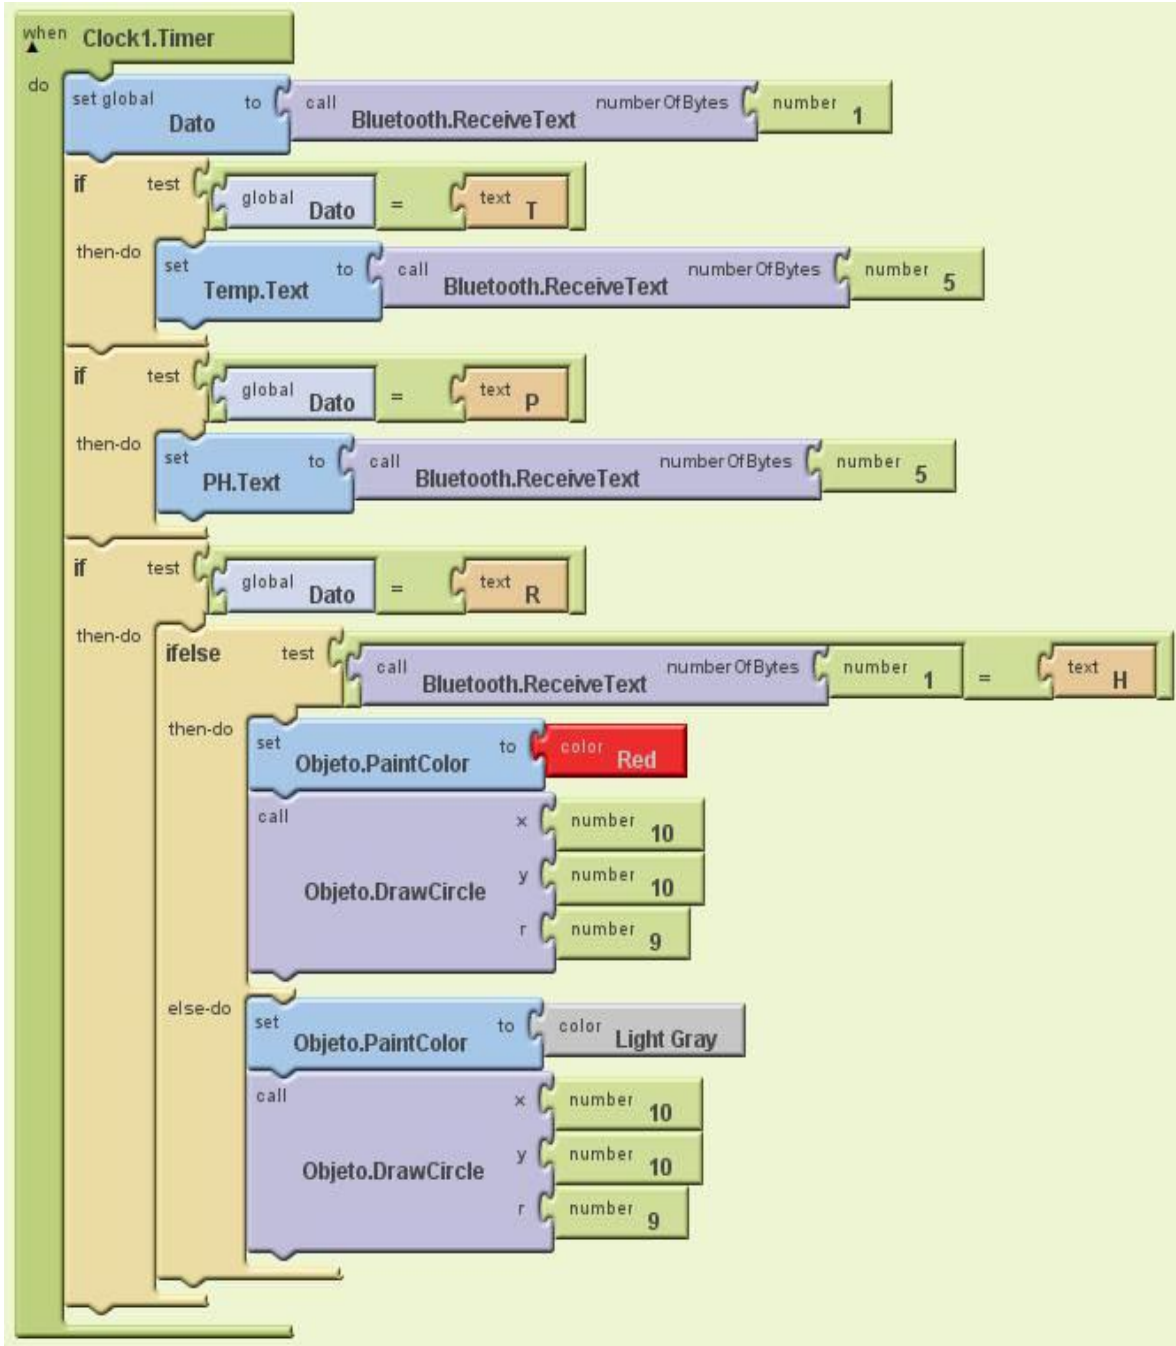 when Clock1.Timer
do
set global Dato to call Bluetooth.ReceiveText numberOfBytes number 1
if test global Dato = text T
then-do set Temp.Text to call Bluetooth.ReceiveText numberOfBytes number 5
if test global Dato = text P
then-do set PH.Text to call Bluetooth.ReceiveText numberOfBytes number 5
if test global Dato = text R
then-do ifelse test call Bluetooth.ReceiveText numberOfBytes number 1 = text H
then-do set Objeto.PaintColor to color Red
call Objeto.DrawCircle x number 10
y number 10
r number 9
else-do set Objeto.PaintColor to color Light Gray
call Objeto.DrawCircle x number 10
y number 10
r number 9